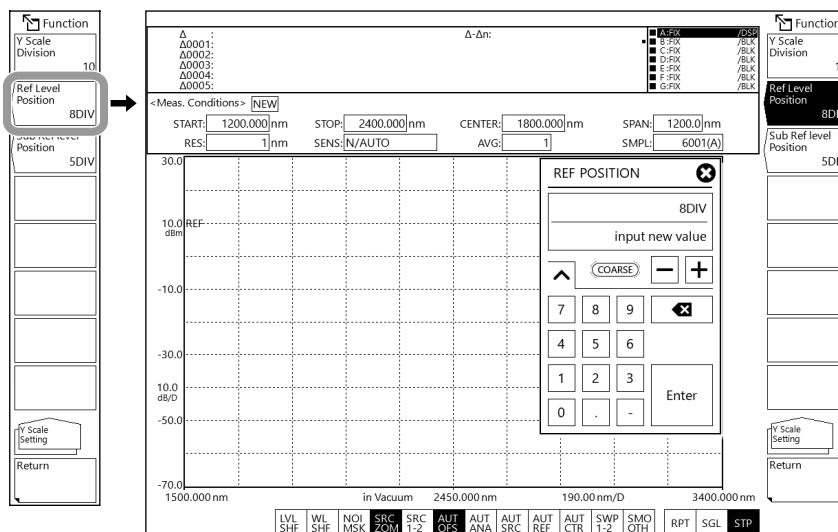 Function
Y Scale
Division
10
Ref Level
Position
8DIV
Position
5DIV
Y Scale
Setting
Return
Δ :
Δ0001:
Δ0002:
Δ0003:
Δ0004:
Δ0005:
Δ-Δn:
A:FIX /DSP
B:FIX /BLK
C:FIX /BLK
D:FIX /BLK
E:FIX /BLK
F:FIX /BLK
G:FIX /BLK
<Meas. Conditions> NEW
START: 1200.000 nm STOP: 2400.000 nm CENTER: 1800.000 nm SPAN: 1200.0 nm
RES: 1 nm SENS: N/AUTO AVG: 1 SMPL: 6001(A)
30.0
10.0 REF
dBm
-10.0
-30.0
10.0
dB/D
-50.0
-70.0
1500.000 nm in Vacuum 2450.000 nm 190.00 nm/D 3400.000
REF POSITION
8DIV
input new value
COARSE − +
7 8 9
4 5 6
1 2 3
Enter
0 . -
LVL SHF
WL SHF
NOI MSK
SRC ZOM
SRC 1-2
AUT OFS
AUT ANA
AUT SRC
AUT REF
AUT CTR
SWP 1-2
SMO OTH
RPT SGL STP
Y Scale
Division
Ref Level
Position
Sub Ref level
Position
Y Scale
Setting
Return